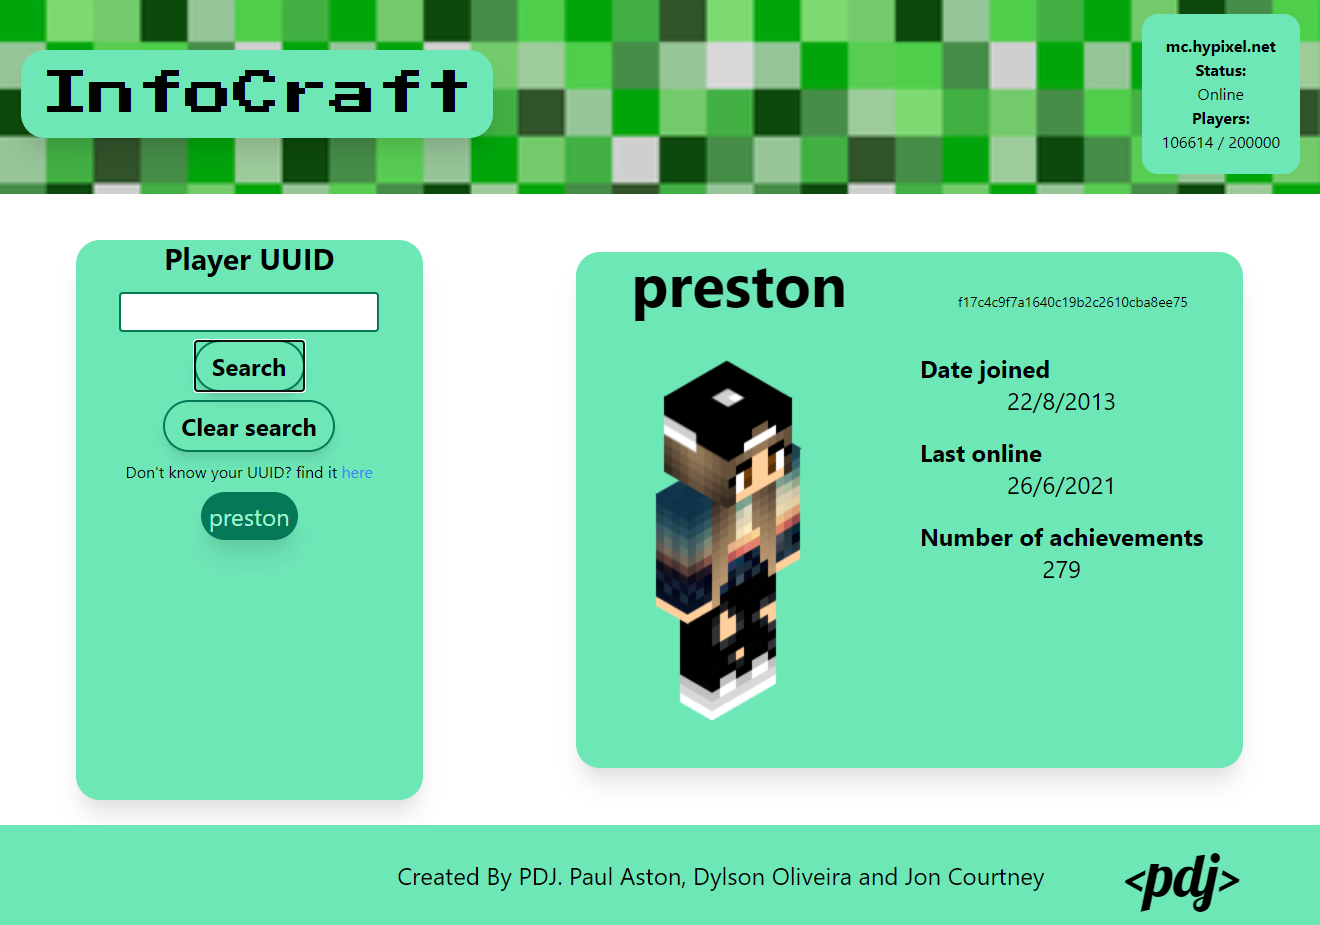 InfoCraft
mc.hypixel.net
Status:
Online
Players:
106614 / 200000
Player UUID
Search
Clear search
Don't know your UUID? find it here
preston
preston
f17c4c9f7a1640c19b2c2610cba8ee75
Date joined
22/8/2013
Last online
26/6/2021
Number of achievements
279
Created By PDJ. Paul Aston, Dylson Oliveira and Jon Courtney
<pdj>